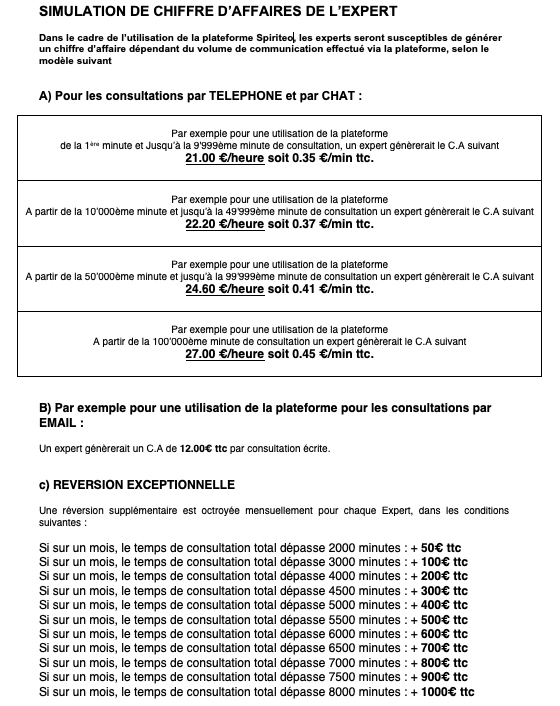 SIMULATION DE CHIFFRE D'AFFAIRES DE L'EXPERT
Dans le cadre de l'utilisation de la plateforme Spiriteo, les experts seront susceptibles de générer
un chiffre d'affaire dépendant du volume de communication effectué via la plateforme, selon le
modèle suivant
A) Pour les consultations par TELEPHONE et par CHAT :
Par exemple pour une utilisation de la plateforme
de la 1ère minute et Jusqu'à la 9'999ème minute de consultation, un expert génèrerait le C.A suivant
21.00 €/heure soit 0.35 €/min ttc.
Par exemple pour une utilisation de la plateforme
A partir de la 10'000ème minute et jusqu'à la 49'999ème minute de consultation un expert génèrerait le C.A suivant
22.20 €/heure soit 0.37 €/min ttc.
Par exemple pour une utilisation de la plateforme
A partir de la 50'000ème minute et jusqu'à la 99'999ème minute de consultation un expert génèrerait le C.A suivant
24.60 €/heure soit 0.41 €/min ttc.
Par exemple pour une utilisation de la plateforme
A partir de la 100'000ème minute de consultation un expert génèrerait le C.A suivant
27.00 €/heure soit 0.45 €/min ttc.
B) Par exemple pour une utilisation de la plateforme pour les consultations par
EMAIL :
Un expert génèrerait un C.A de 12.00€ ttc par consultation écrite.
c) REVERSION EXCEPTIONNELLE
Une réversion supplémentaire est octroyée mensuellement pour chaque Expert, dans les conditions
suivantes :
Si sur un mois, le temps de consultation total dépasse 2000 minutes : + 50€ ttc
Si sur un mois, le temps de consultation total dépasse 3000 minutes : + 100€ ttc
Si sur un mois, le temps de consultation total dépasse 4000 minutes : + 200€ ttc
Si sur un mois, le temps de consultation total dépasse 4500 minutes : + 300€ ttc
Si sur un mois, le temps de consultation total dépasse 5000 minutes : + 400€ ttc
Si sur un mois, le temps de consultation total dépasse 5500 minutes : + 500€ ttc
Si sur un mois, le temps de consultation total dépasse 6000 minutes : + 600€ ttc
Si sur un mois, le temps de consultation total dépasse 6500 minutes : + 700€ ttc
Si sur un mois, le temps de consultation total dépasse 7000 minutes : + 800€ ttc
Si sur un mois, le temps de consultation total dépasse 7500 minutes : + 900€ ttc
Si sur un mois, le temps de consultation total dépasse 8000 minutes : + 1000€ ttc